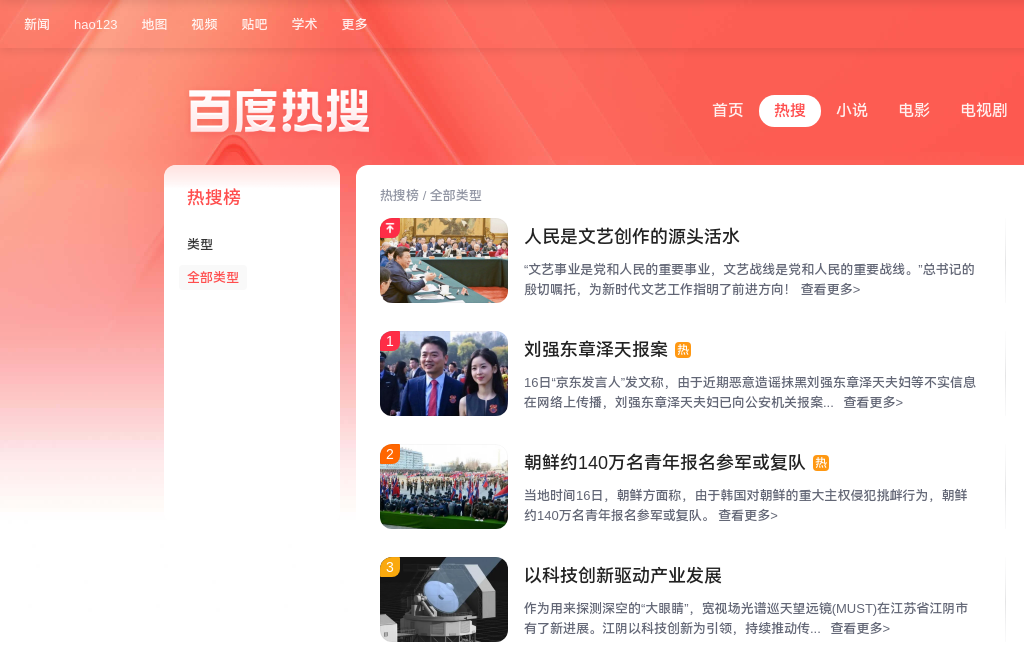 新闻 hao123 地图 视频 贴吧 学术 更多
百度热搜
首页 热搜 小说 电影 电视剧
热搜榜
类型
全部类型
热搜榜 / 全部类型
人民是文艺创作的源头活水
“文艺事业是党和人民的重要事业，文艺战线是党和人民的重要战线。”总书记的
殷切嘱托，为新时代文艺工作指明了前进方向！ 查看更多>
1
刘强东章泽天报案 热
16日“京东发言人”发文称，由于近期恶意造谣抹黑刘强东章泽天夫妇等不实信息
在网络上传播，刘强东章泽天夫妇已向公安机关报案... 查看更多>
2
朝鲜约140万名青年报名参军或复队 热
当地时间16日，朝鲜方面称，由于韩国对朝鲜的重大主权侵犯挑衅行为，朝鲜
约140万名青年报名参军或复队。 查看更多>
3
以科技创新驱动产业发展
作为用来探测深空的“大眼睛”，宽视场光谱巡天望远镜(MUST)在江苏省江阴市
有了新进展。江阴以科技创新为引领，持续推动传... 查看更多>